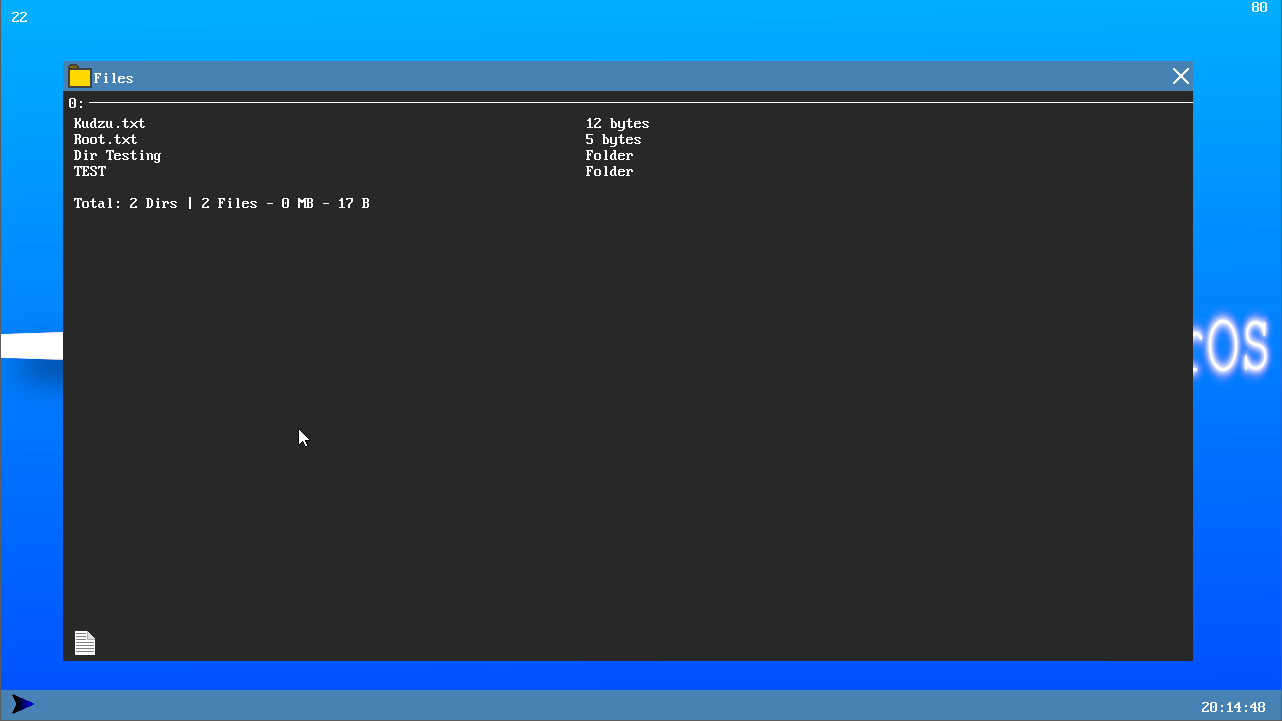 22
80
Files
0:
Kudzu.txt 12 bytes
Root.txt 5 bytes
Dir Testing Folder
TEST Folder
Total: 2 Dirs | 2 Files - 0 MB - 17 B
OS
20:14:48